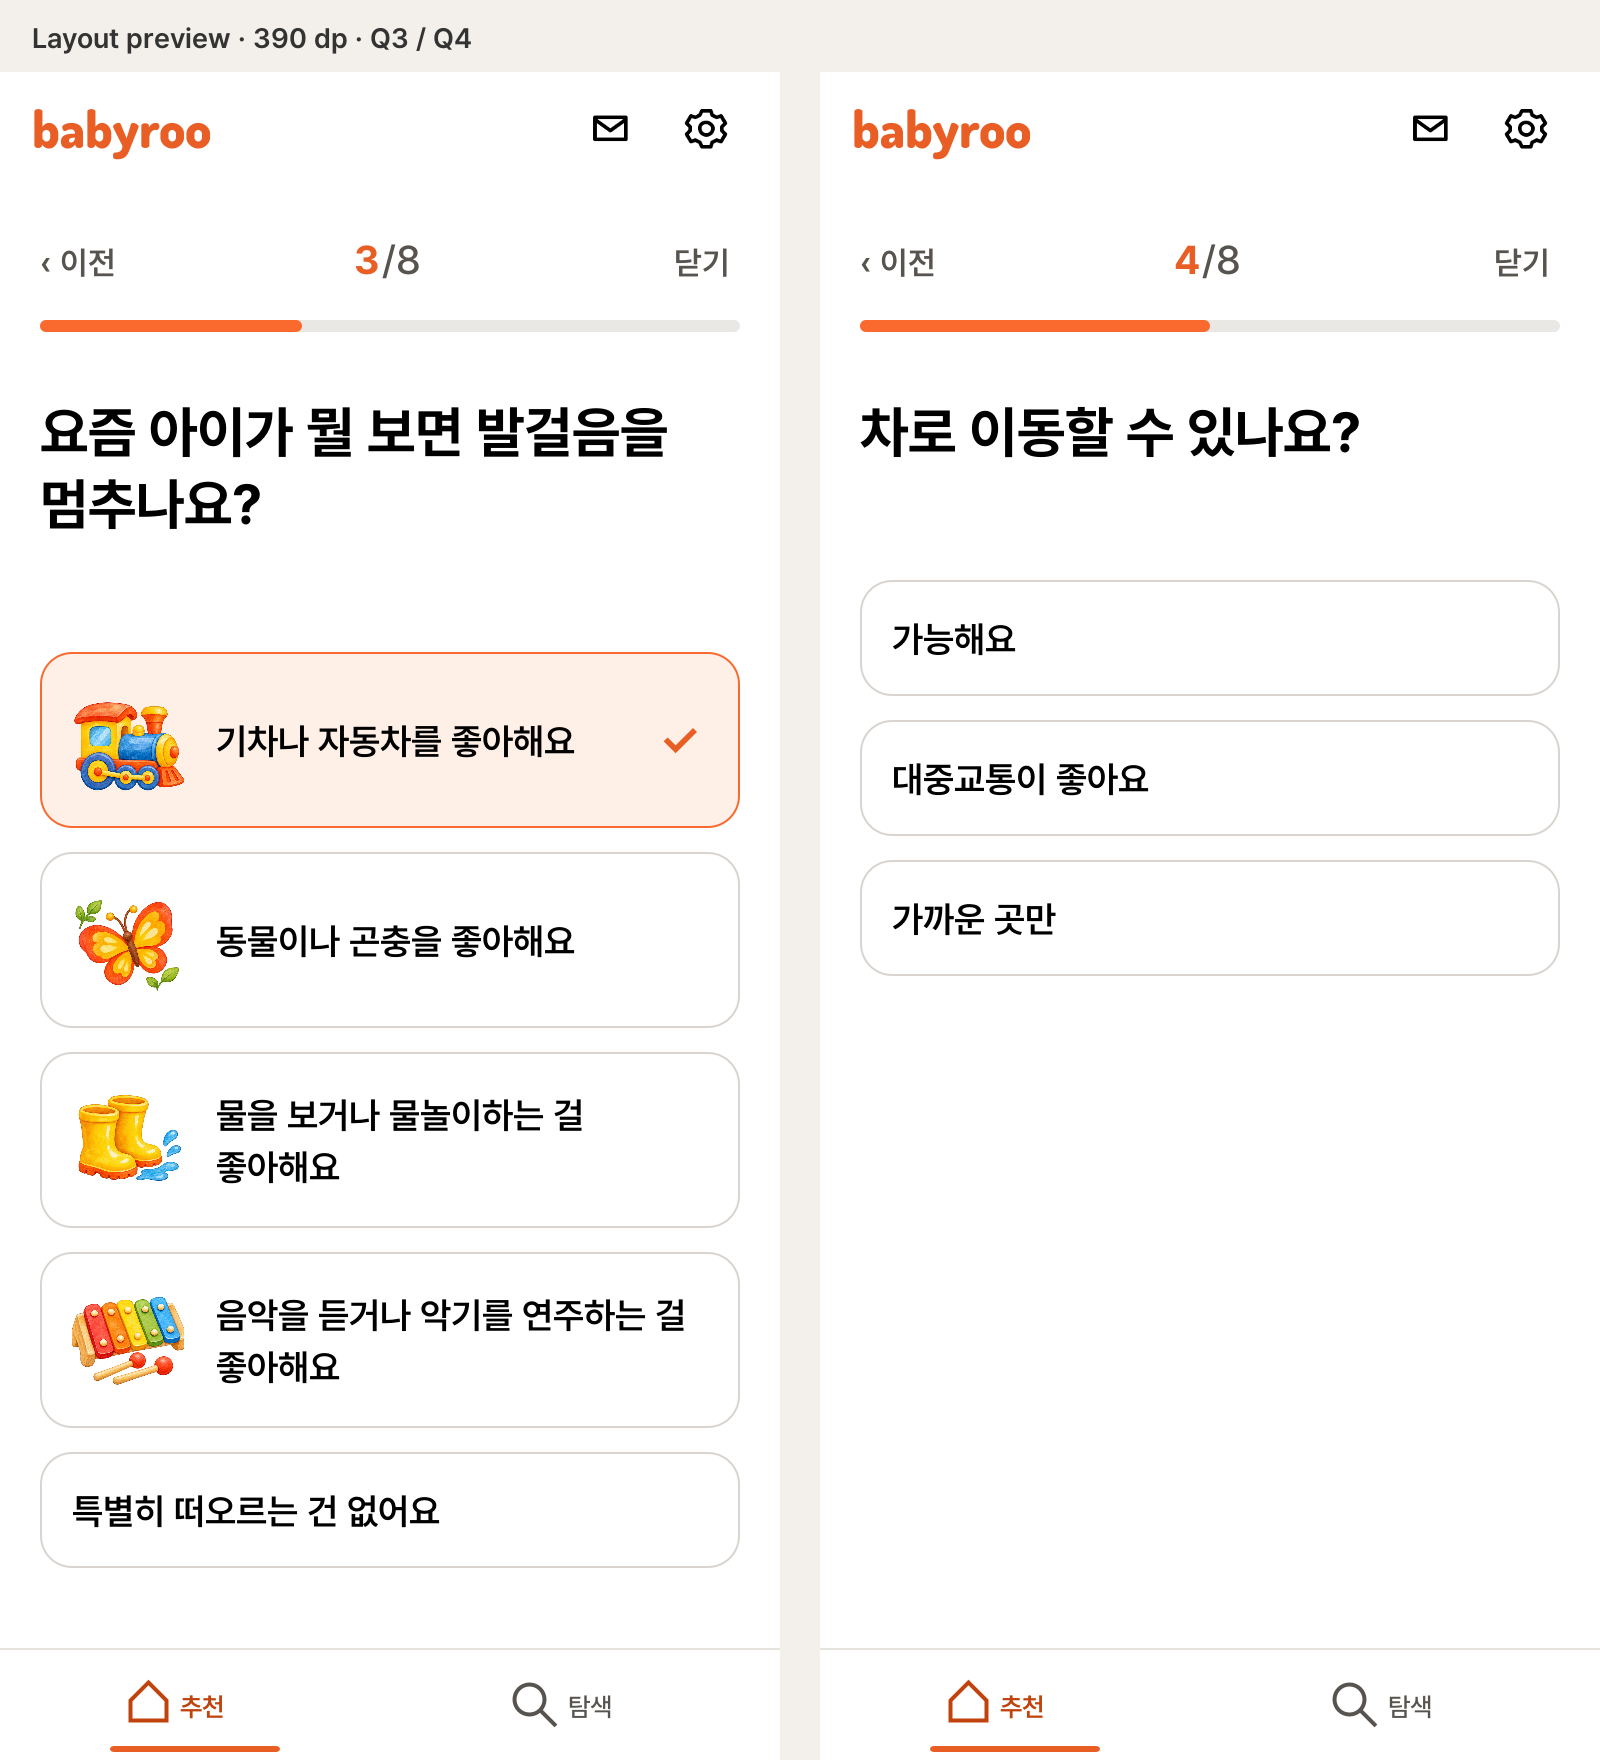 Layout preview · 390 dp · Q3 / Q4
babyroo
‹ 이전
3/8
닫기
요즘 아이가 뭘 보면 발걸음을
멈추나요?
기차나 자동차를 좋아해요
동물이나 곤충을 좋아해요
물을 보거나 물놀이하는 걸
좋아해요
음악을 듣거나 악기를 연주하는 걸
좋아해요
특별히 떠오르는 건 없어요
추천
탐색
babyroo
‹ 이전
4/8
닫기
차로 이동할 수 있나요?
가능해요
대중교통이 좋아요
가까운 곳만
추천
탐색